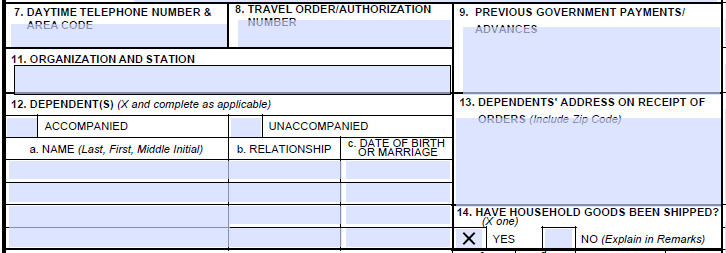 7. DAYTIME TELEPHONE NUMBER &
AREA CODE
8. TRAVEL ORDER/AUTHORIZATION
NUMBER
9. PREVIOUS GOVERNMENT PAYMENTS/
ADVANCES
11. ORGANIZATION AND STATION
12. DEPENDENT(S) (X and complete as applicable)
ACCOMPANIED
UNACCOMPANIED
a. NAME (Last, First, Middle Initial)
b. RELATIONSHIP
c. DATE OF BIRTH
OR MARRIAGE
13. DEPENDENTS' ADDRESS ON RECEIPT OF
ORDERS (Include Zip Code)
14. HAVE HOUSEHOLD GOODS BEEN SHIPPED?
(X one)
X YES
NO (Explain in Remarks)